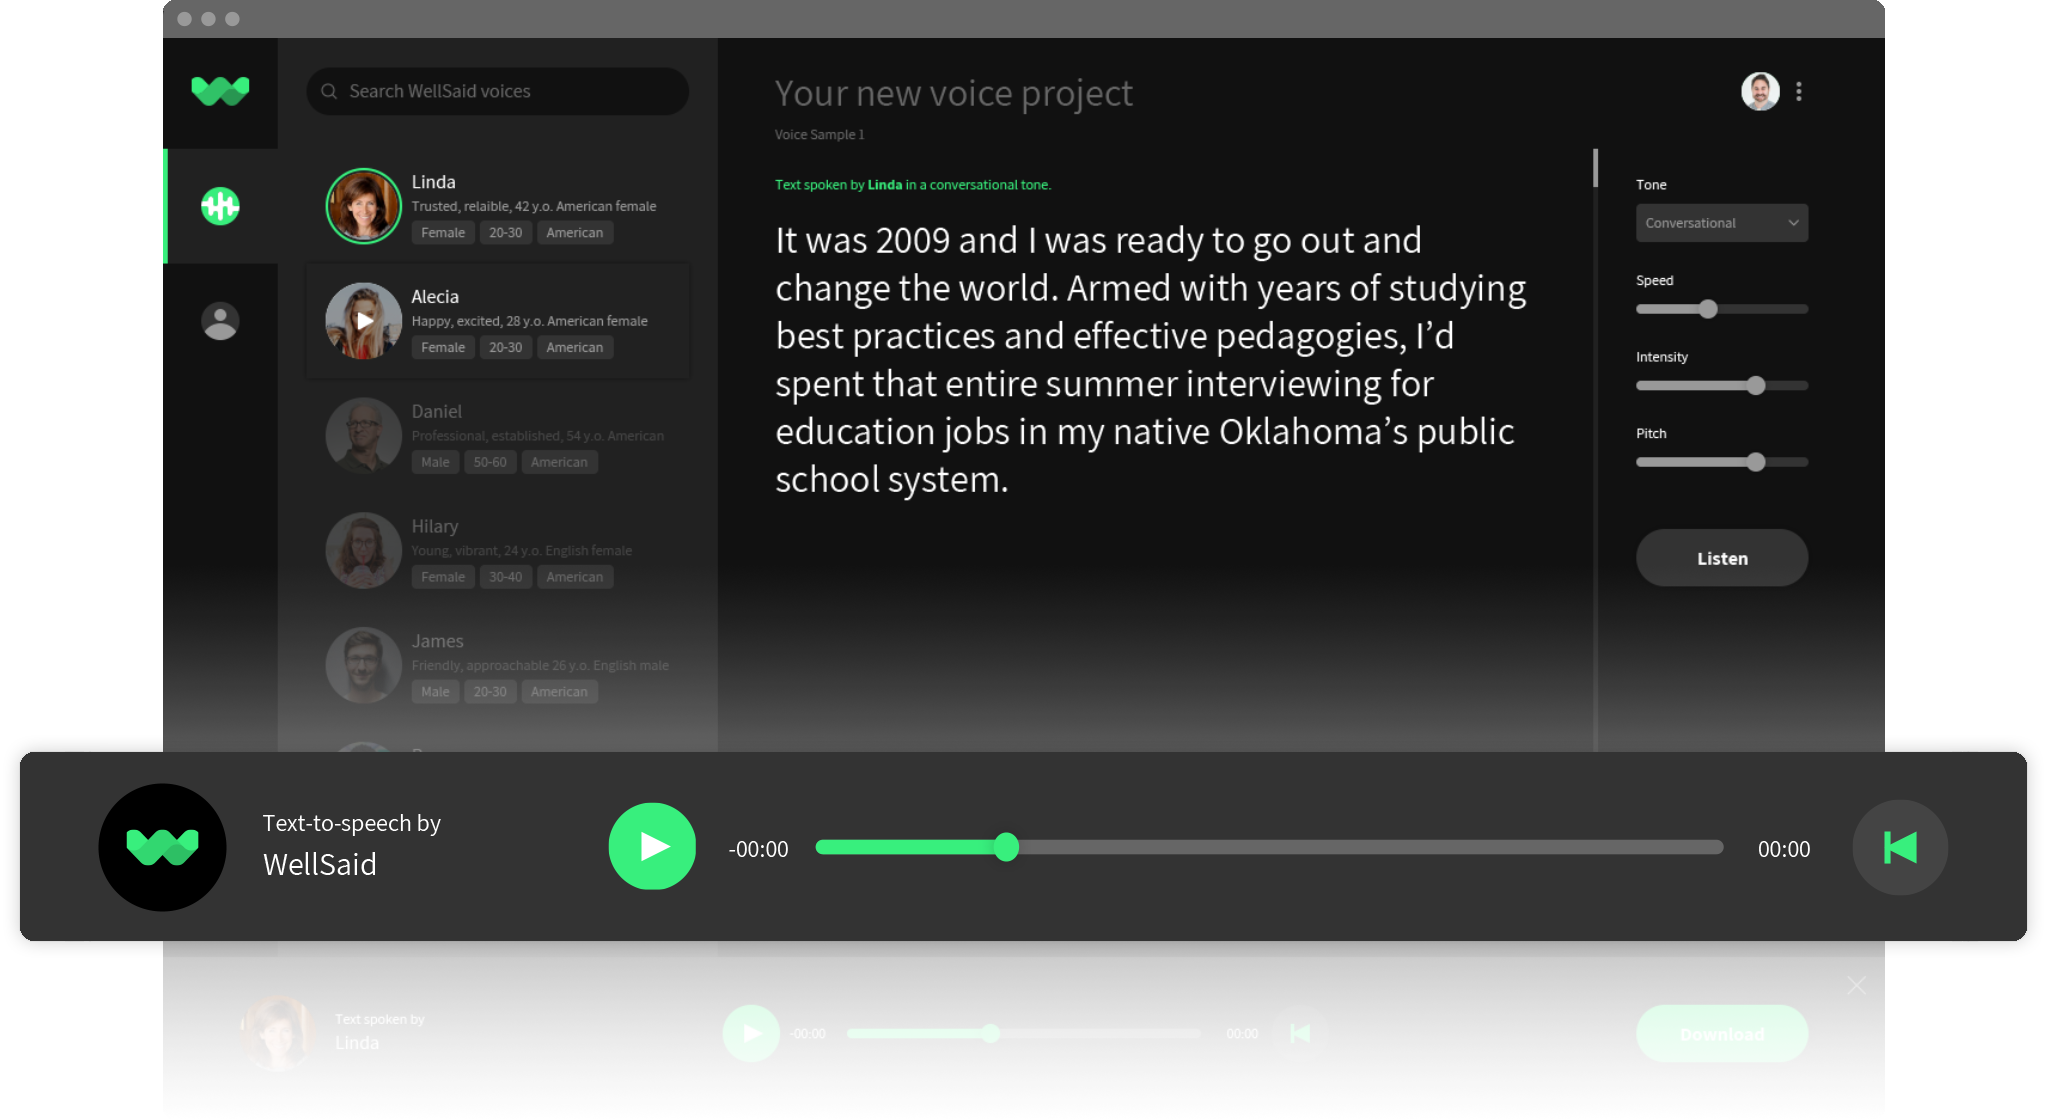 Search WellSaid voices
Linda
Trusted, relaible, 42 y.o. American female
Female 20-30 American
Alecia
Happy, excited, 28 y.o. American female
Female 20-30 American
Daniel
Professional, established, 54 y.o. American
Male 50-60 American
Hilary
Young, vibrant, 24 y.o. English female
Female 30-40 American
James
Friendly, approachable 26 y.o. English male
Male 20-30 American
Your new voice project
Voice Sample 1
Text spoken by Linda in a conversational tone.
It was 2009 and I was ready to go out and
change the world. Armed with years of studying
best practices and effective pedagogies, I’d
spent that entire summer interviewing for
education jobs in my native Oklahoma’s public
school system.
Tone
Conversational
Speed
Intensity
Pitch
Listen
Text-to-speech by
WellSaid
-00:00
00:00
Text spoken by
Linda
-00:00
00:00
Download